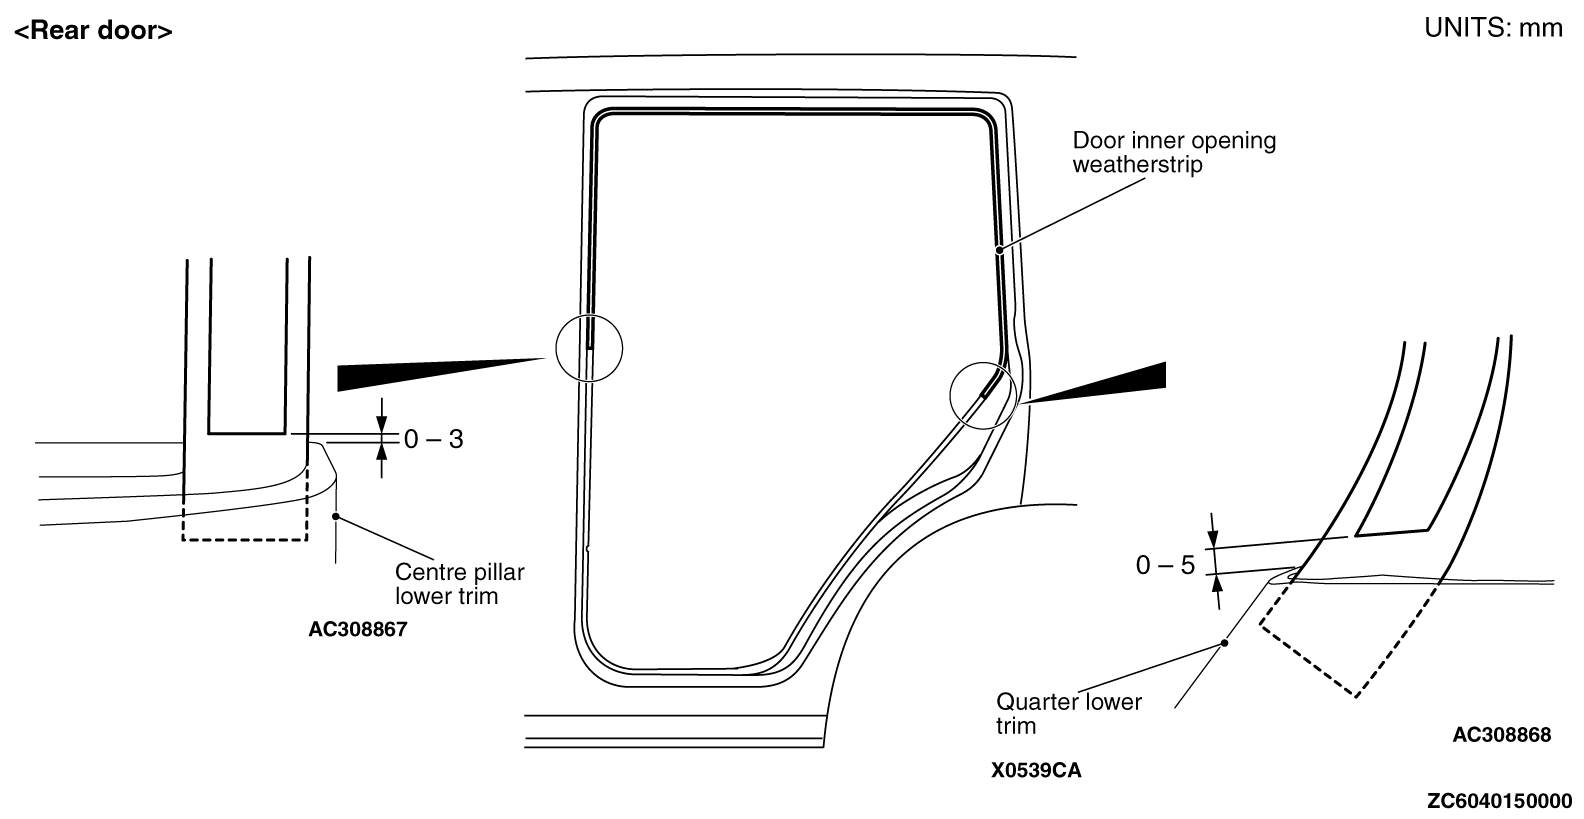 <Rear door>
UNITS: mm
Door inner opening
weatherstrip
0 – 3
Centre pillar
lower trim
AC308867
0 – 5
Quarter lower
trim
AC308868
X0539CA
ZC6040150000